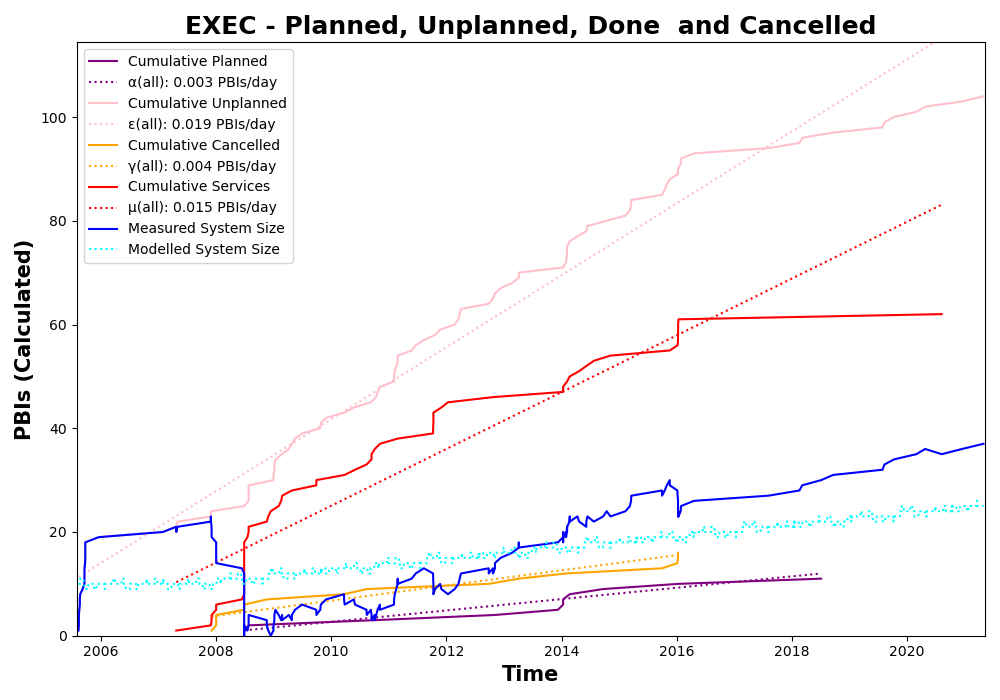 EXEC - Planned, Unplanned, Done  and Cancelled
Cumulative Planned
α(all): 0.003 PBIs/day
Cumulative Unplanned
ε(all): 0.019 PBIs/day
Cumulative Cancelled
γ(all): 0.004 PBIs/day
Cumulative Services
μ(all): 0.015 PBIs/day
Measured System Size
Modelled System Size
PBIs (Calculated)
100
80
60
40
20
0
2006 2008 2010 2012 2014 2016 2018 2020
Time